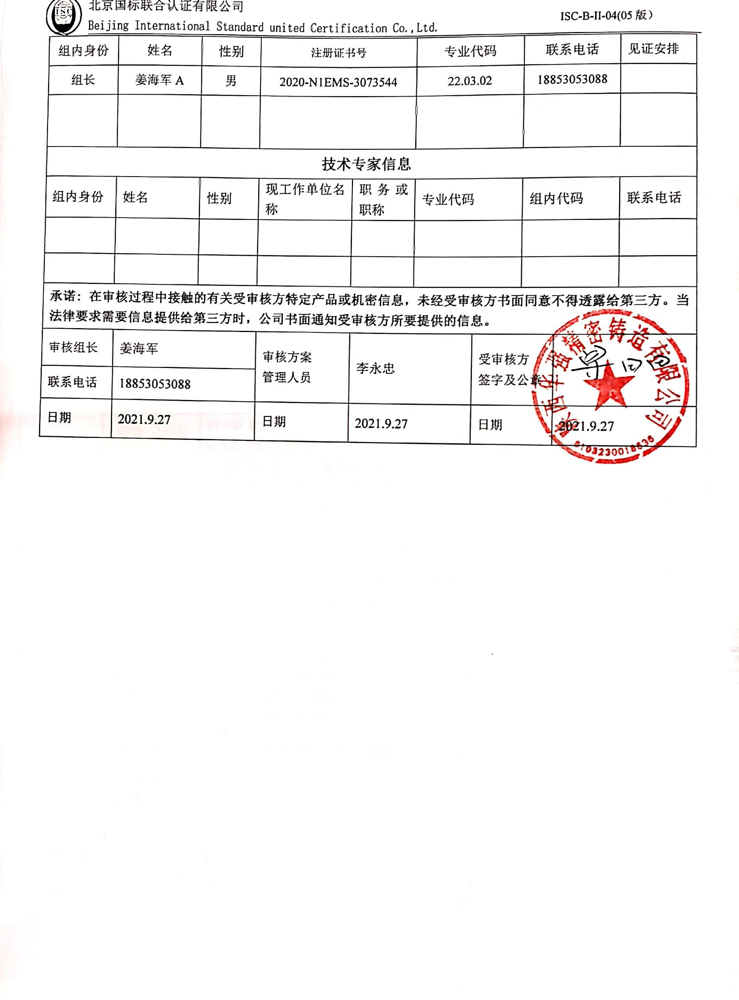 ISC
北京国标联合认证有限公司
ISC-B-II-04(05 版)
Beijing International Standard united Certification Co.,Ltd.
组内身份 姓名 性别 注册证书号 专业代码 联系电话 见证安排
组长 姜海军 A 男 2020-N1EMS-3073544 22.03.02 18853053088
技术专家信息
组内身份 姓名 性别 现工作单位名 职务或 专业代码 组内代码 联系电话
称 职称
承诺：在审核过程中接触的有关受审核方特定产品或机密信息，未经受审核方书面同意不得透露给第三方。当
法律要求需要信息提供给第三方时，公司书面通知受审核方所要提供的信息。
审核组长 姜海军 审核方案 李永忠 受审核方
联系电话 18853053088 管理人员 签字及公章
日期 2021.9.27 日期 2021.9.27 日期 2021.9.27
西华强精密铸造有限公司